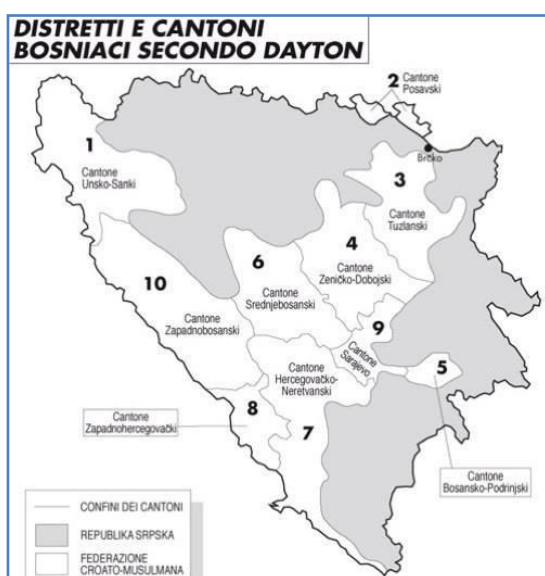 DISTRETTI E CANTONI
BOSNIACI SECONDO DAYTON
2 Cantone
Posavski
1
Cantone
Unsko-Sanki
Brčko
3
Cantone
Tuzlanski
4
Cantone
Zeničko-Dobojski
6
Cantone
Srednjebosanski
10
Cantone
Zapadnobosanski
9
Cantone
Sarajevo
5
Cantone
Hercegovačko-
Neretvanski
8
7
Cantone
Zapadnohercegovački
Cantone
Bosansko-Podrinjski
CONFINI DEI CANTONI
REPUBLIKA SRPSKA
FEDERAZIONE
CROATO-MUSULMANA